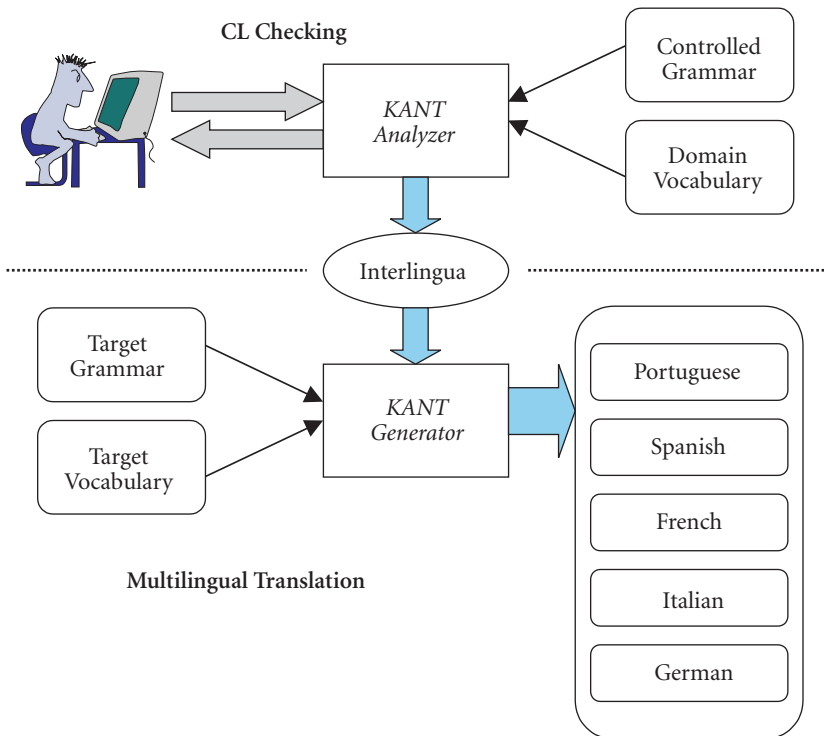 CL Checking
KANT
Analyzer
Controlled
Grammar
Domain
Vocabulary
Interlingua
Target
Grammar
Target
Vocabulary
KANT
Generator
Portuguese
Spanish
French
Italian
German
Multilingual Translation